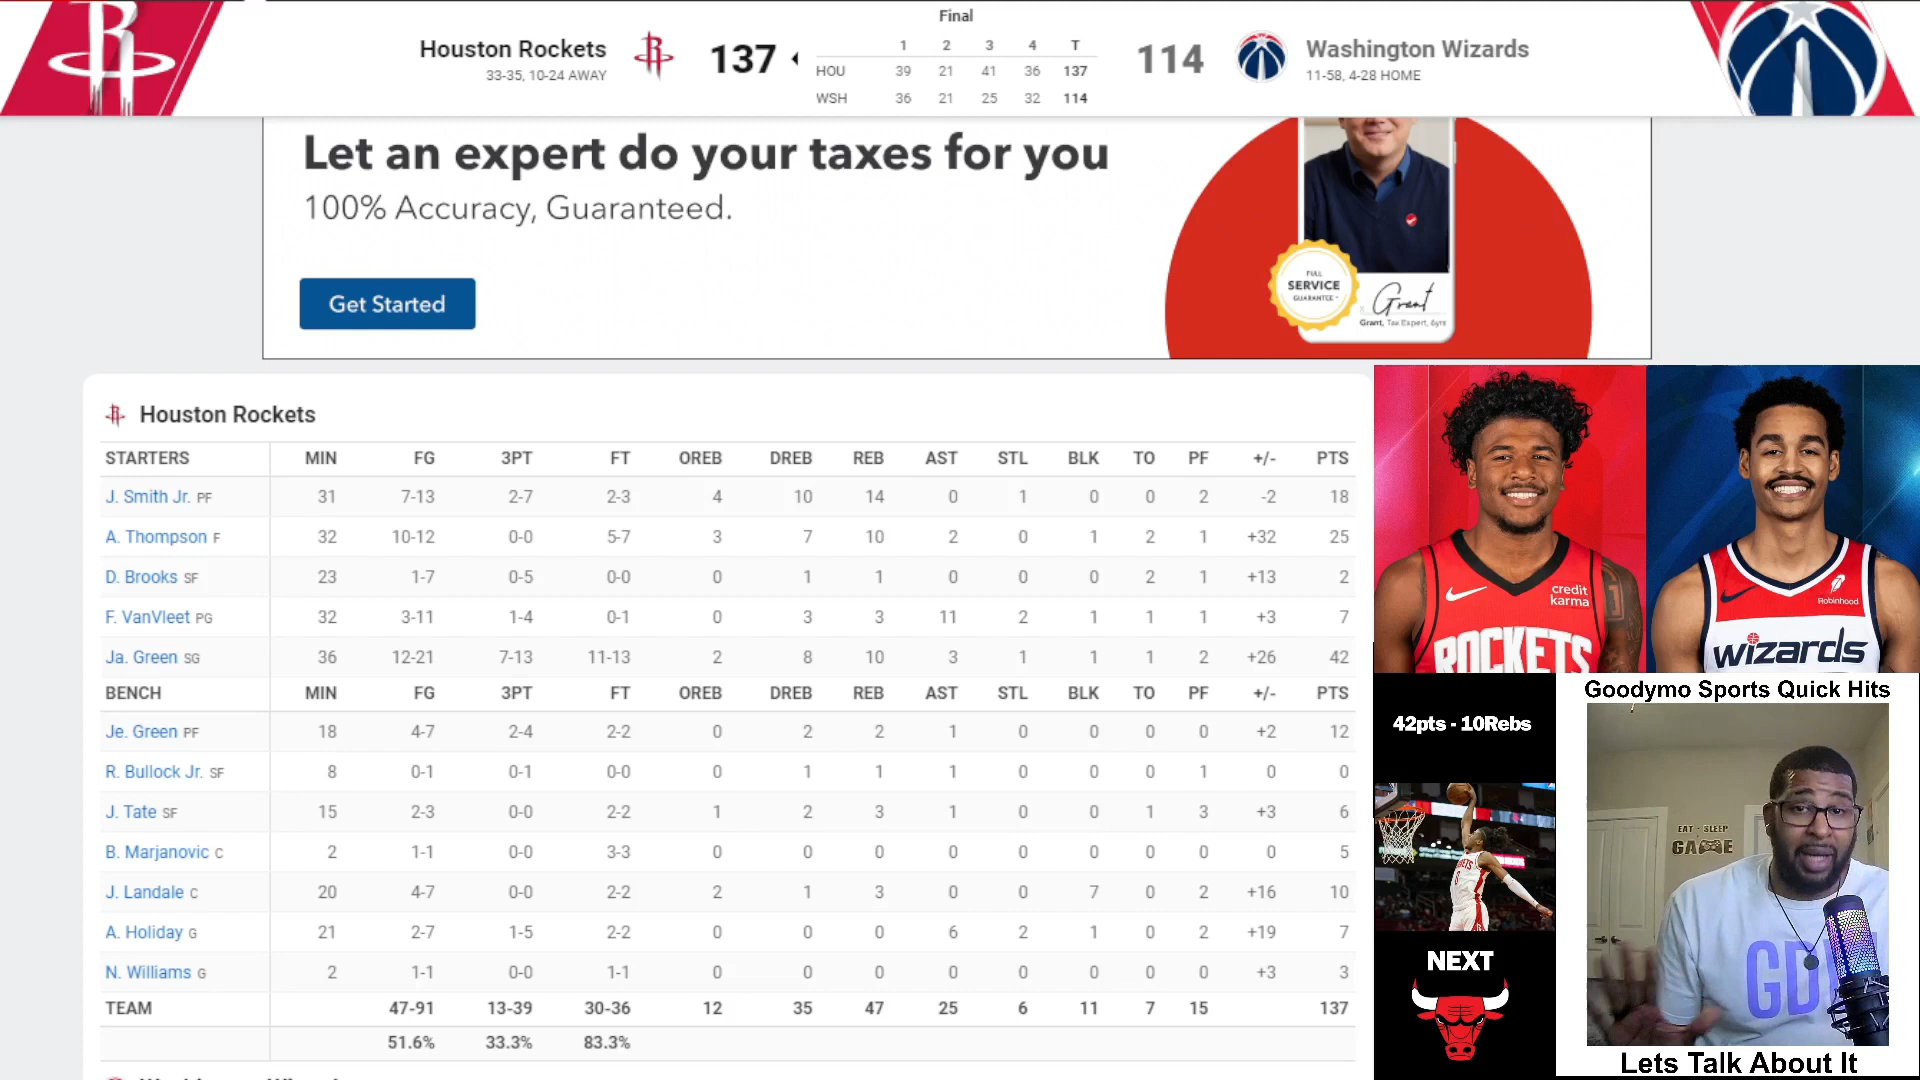 Final
Houston Rockets
33-35, 10-24 AWAY
137
1 2 3 4 T
HOU 39 21 41 36 137
WSH 36 21 25 32 114
114
Washington Wizards
11-58, 4-28 HOME
Let an expert do your taxes for you
100% Accuracy, Guaranteed.
Get Started
FULL
SERVICE
GUARANTEE
Grant
Grant, Tax Expert, 6yrs
Houston Rockets
STARTERS MIN FG 3PT FT OREB DREB REB AST STL BLK TO PF +/- PTS
J. Smith Jr. PF 31 7-13 2-7 2-3 4 10 14 0 1 0 0 2 -2 18
A. Thompson F 32 10-12 0-0 5-7 3 7 10 2 0 1 2 1 +32 25
D. Brooks SF 23 1-7 0-5 0-0 0 1 1 0 0 0 2 1 +13 2
F. VanVleet PG 32 3-11 1-4 0-1 0 3 3 11 2 1 1 1 +3 7
Ja. Green SG 36 12-21 7-13 11-13 2 8 10 3 1 1 1 2 +26 42
BENCH MIN FG 3PT FT OREB DREB REB AST STL BLK TO PF +/- PTS
Je. Green PF 18 4-7 2-4 2-2 0 2 2 1 0 0 0 0 +2 12
R. Bullock Jr. SF 8 0-1 0-1 0-0 0 1 1 1 0 0 0 1 0 0
J. Tate SF 15 2-3 0-0 2-2 1 2 3 1 0 0 1 3 +3 6
B. Marjanovic C 2 1-1 0-0 3-3 0 0 0 0 0 0 0 0 0 5
J. Landale C 20 4-7 0-0 2-2 2 1 3 0 0 7 0 2 +16 10
A. Holiday G 21 2-7 1-5 2-2 0 0 0 6 2 1 0 2 +19 7
N. Williams G 2 1-1 0-0 1-1 0 0 0 0 0 0 0 0 +3 3
TEAM 47-91 13-39 30-36 12 35 47 25 6 11 7 15 137
51.6% 33.3% 83.3%
credit
karma
ROCKETS
Robinhood
wizards
42pts - 10Rebs
NEXT
Goodymo Sports Quick Hits
EAT - SLEEP
GAME
Lets Talk About It